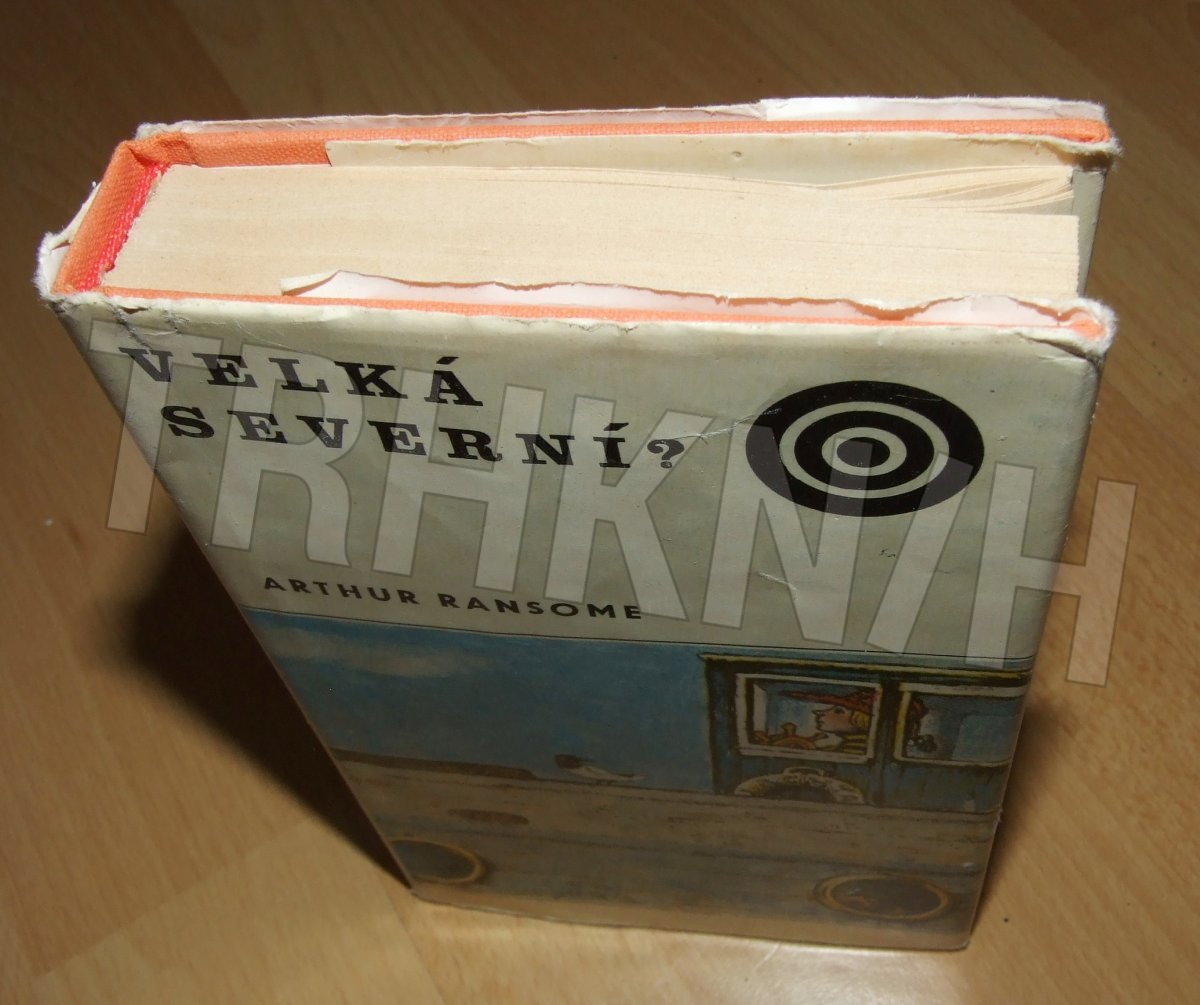 VELKÁ
SEVERNÍ?
ARTHUR RANSOME
TRHKNIH